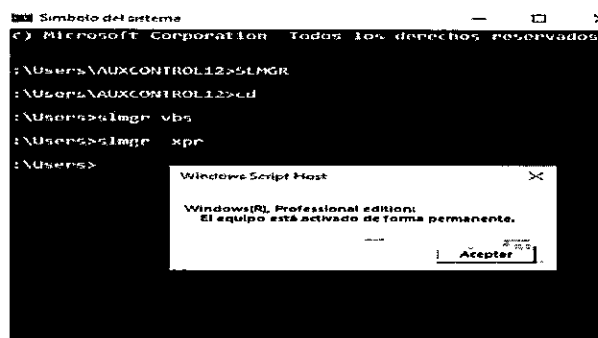 Símbolo del sistema
c) Microsoft Corporation Todos los derechos reservados
:\Users\AUXCONTROL12>SLMGR
:\Users\AUXCONTROL12>cd
:\Users>slmgr vbs
:\Users>slmgr xpr
:\Users>
Windows Script Host
Windows(R), Professional edition:
El equipo está activado de forma permanente.
Aceptar